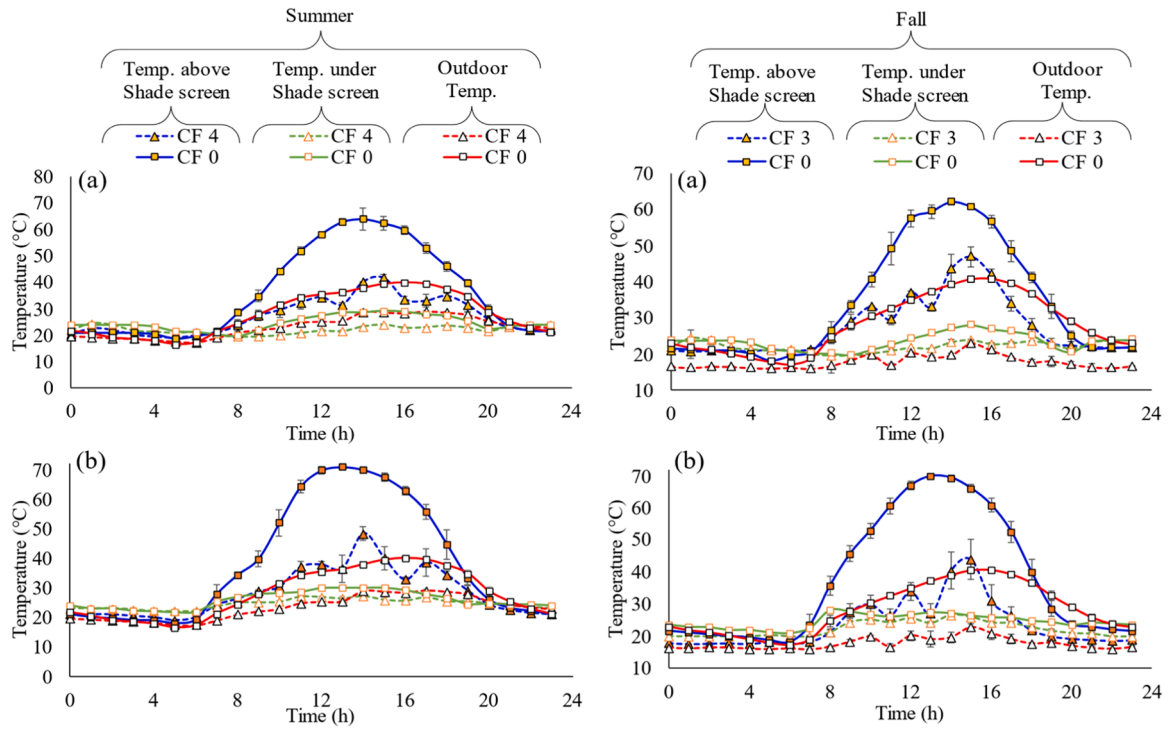 Summer
Temp. above
Shade screen
Temp. under
Shade screen
Outdoor
Temp.
CF 4
CF 0
CF 4
CF 0
CF 4
CF 0
(a)
Temperature (°C)
80
70
60
50
40
30
20
10
0
0 4 8 12 16 20 24
Time (h)
Fall
Temp. above
Shade screen
Temp. under
Shade screen
Outdoor
Temp.
CF 3
CF 0
CF 3
CF 0
CF 3
CF 0
(a)
Temperature (°C)
70
60
50
40
30
20
10
0 4 8 12 16 20 24
Time (h)
(b)
Temperature (°C)
70
60
50
40
30
20
10
0
0 4 8 12 16 20 24
Time (h)
(b)
Temperature (°C)
70
60
50
40
30
20
10
0 4 8 12 16 20 24
Time (h)